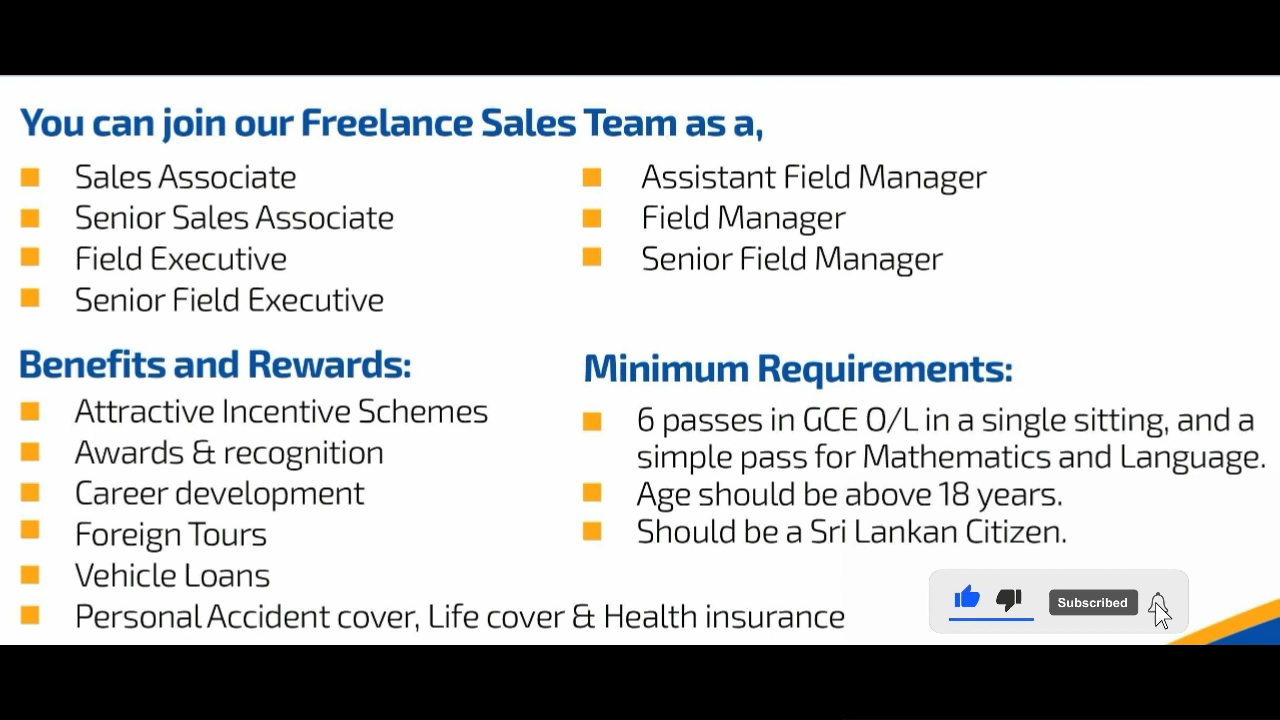 You can join our Freelance Sales Team as a,
Sales Associate
Senior Sales Associate
Field Executive
Senior Field Executive
Assistant Field Manager
Field Manager
Senior Field Manager
Benefits and Rewards:
Attractive Incentive Schemes
Awards & recognition
Career development
Foreign Tours
Vehicle Loans
Personal Accident cover, Life cover & Health insurance
Minimum Requirements:
6 passes in GCE O/L in a single sitting, and a
simple pass for Mathematics and Language.
Age should be above 18 years.
Should be a Sri Lankan Citizen.
Subscribed